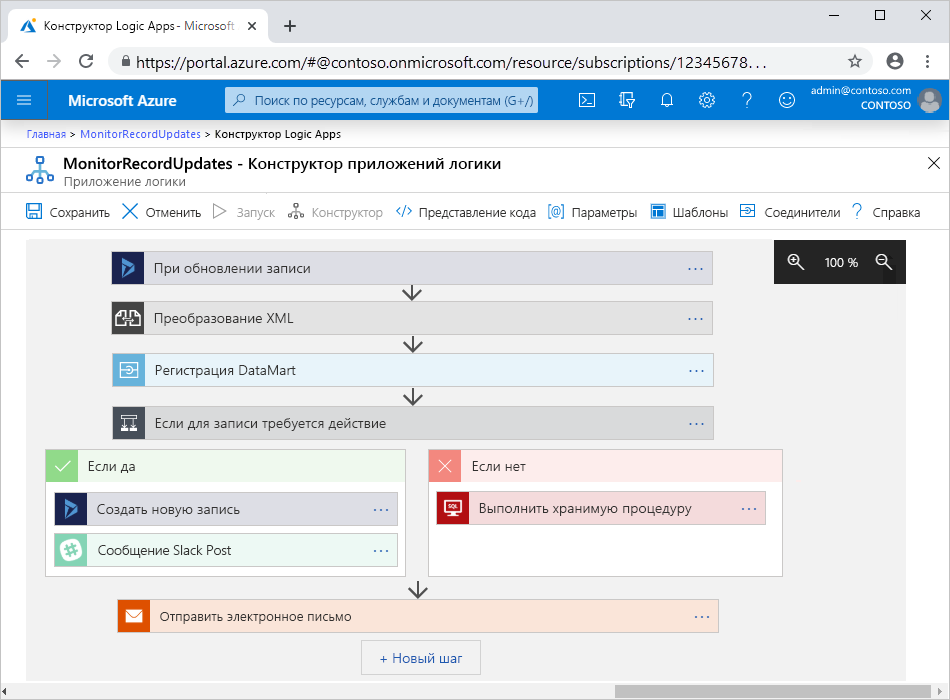 Конструктор Logic Apps - Microsoft
https://portal.azure.com/#@contoso.onmicrosoft.com/resource/subscriptions/12345678...
Microsoft Azure
Поиск по ресурсам, службам и документам (G+/)
admin@contoso.com
CONTOSO
Главная > MonitorRecordUpdates > Конструктор Logic Apps
MonitorRecordUpdates - Конструктор приложений логики
Приложение логики
Сохранить Отменить Запуск Конструктор Представление кода Параметры Шаблоны Соединители Справка
100 %
При обновлении записи
Преобразование XML
Регистрация DataMart
Если для записи требуется действие
Если да
Если нет
Создать новую запись
SQL
Выполнить хранимую процедуру
Сообщение Slack Post
Отправить электронное письмо
+ Новый шаг